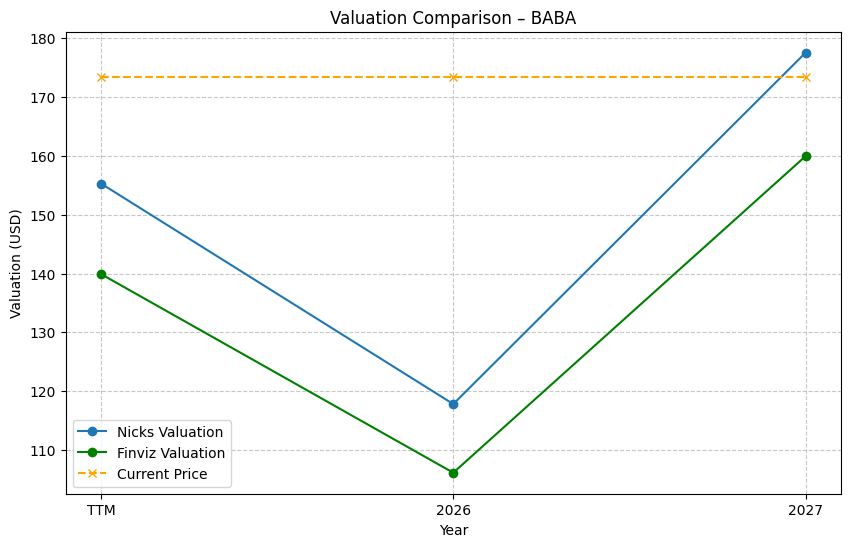 Valuation Comparison – BABA
Valuation (USD)
180
170
160
150
140
130
120
110
Nicks Valuation
Finviz Valuation
Current Price
TTM
2026
2027
Year